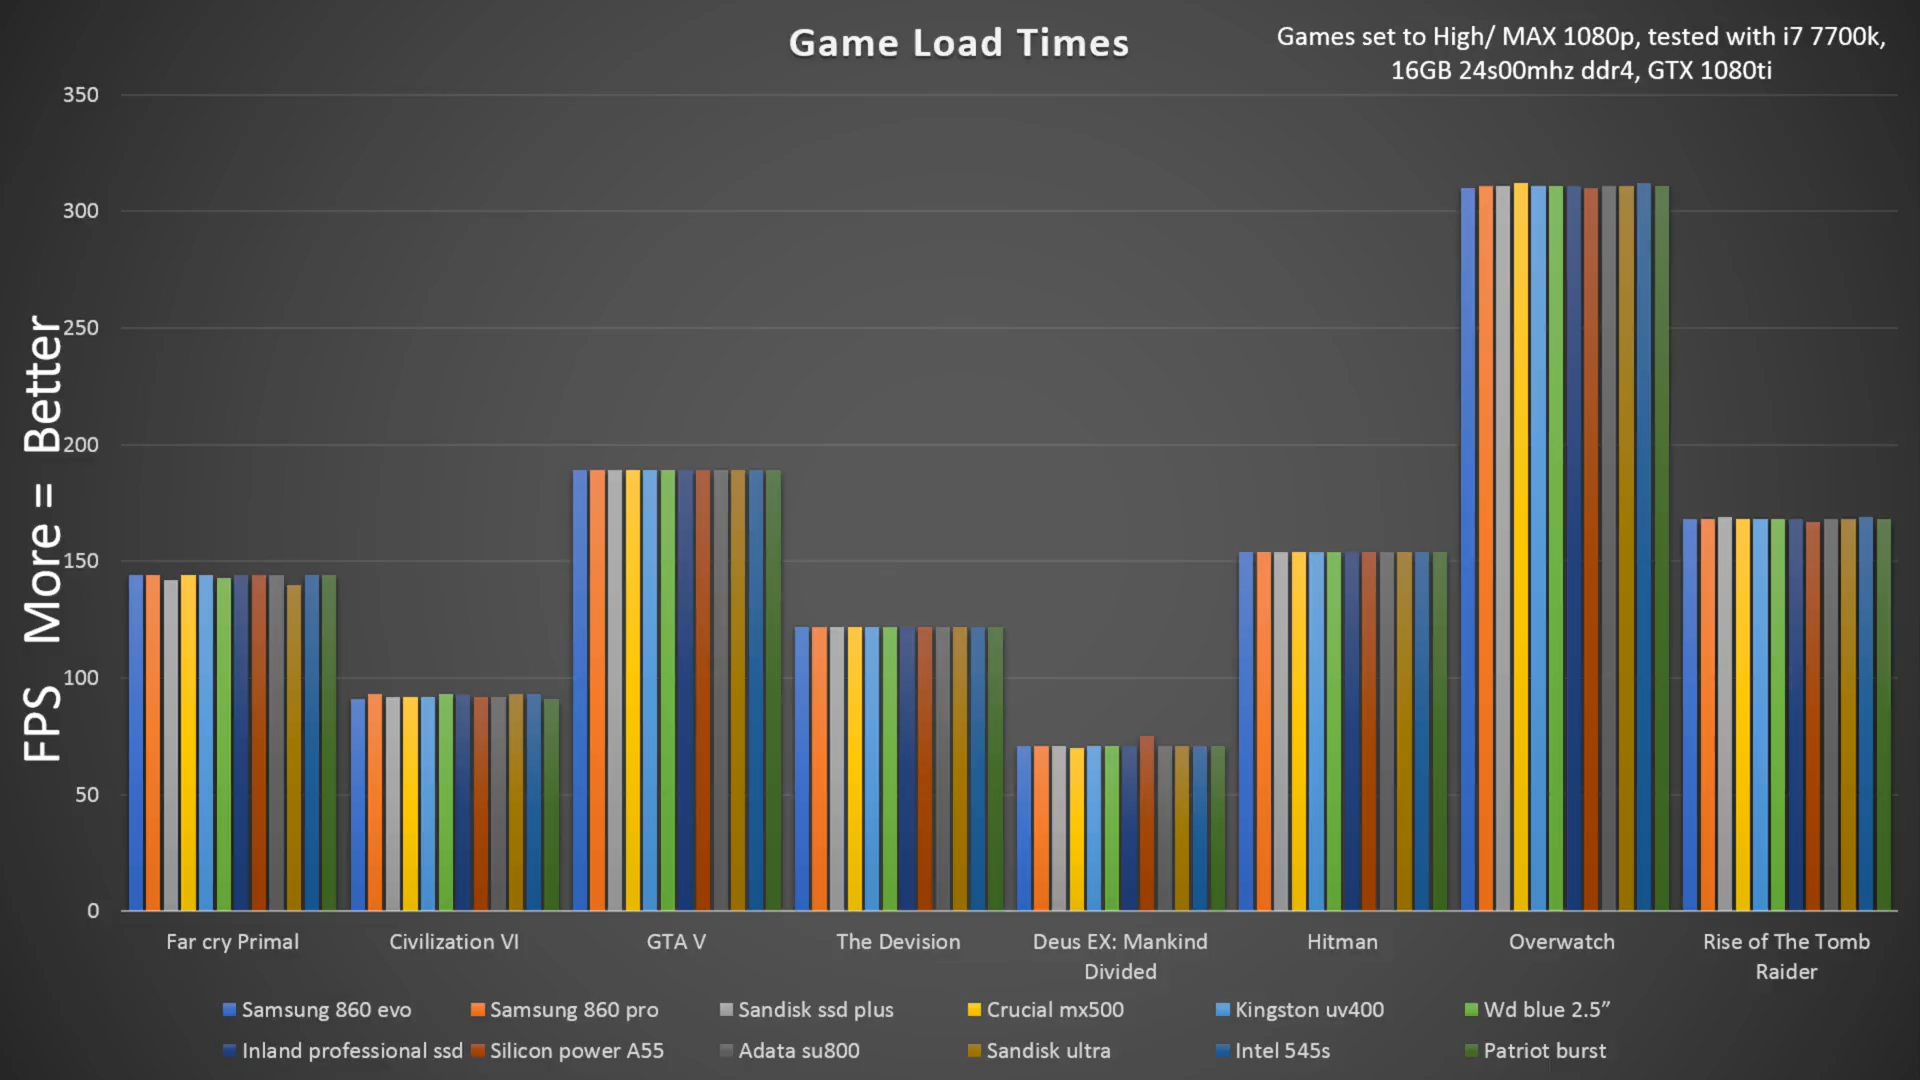 Game Load Times
Games set to High/ MAX 1080p, tested with i7 7700k,
16GB 24s00mhz ddr4, GTX 1080ti
FPS More = Better
350
300
250
200
150
100
50
0
Far cry Primal
Civilization VI
GTA V
The Devision
Deus EX: Mankind
Divided
Hitman
Overwatch
Rise of The Tomb
Raider
Samsung 860 evo
Samsung 860 pro
Sandisk ssd plus
Crucial mx500
Kingston uv400
Wd blue 2.5”
Inland professional ssd
Silicon power A55
Adata su800
Sandisk ultra
Intel 545s
Patriot burst